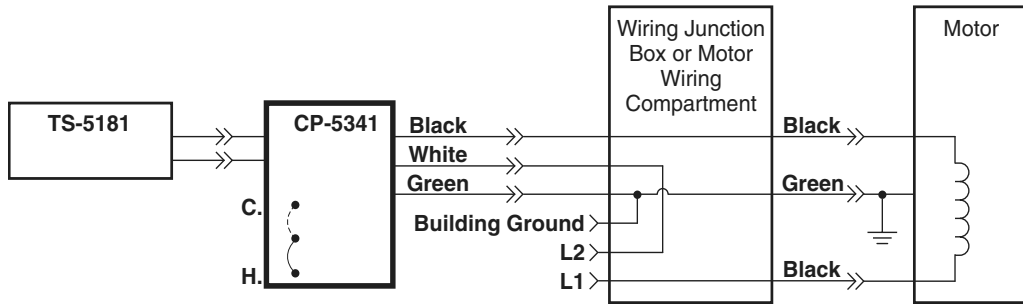 Wiring Junction
Box or Motor
Wiring
Compartment
Motor
TS-5181
CP-5341
Black
Black
White
Green
Green
C.
Building Ground
L2
H.
L1
Black